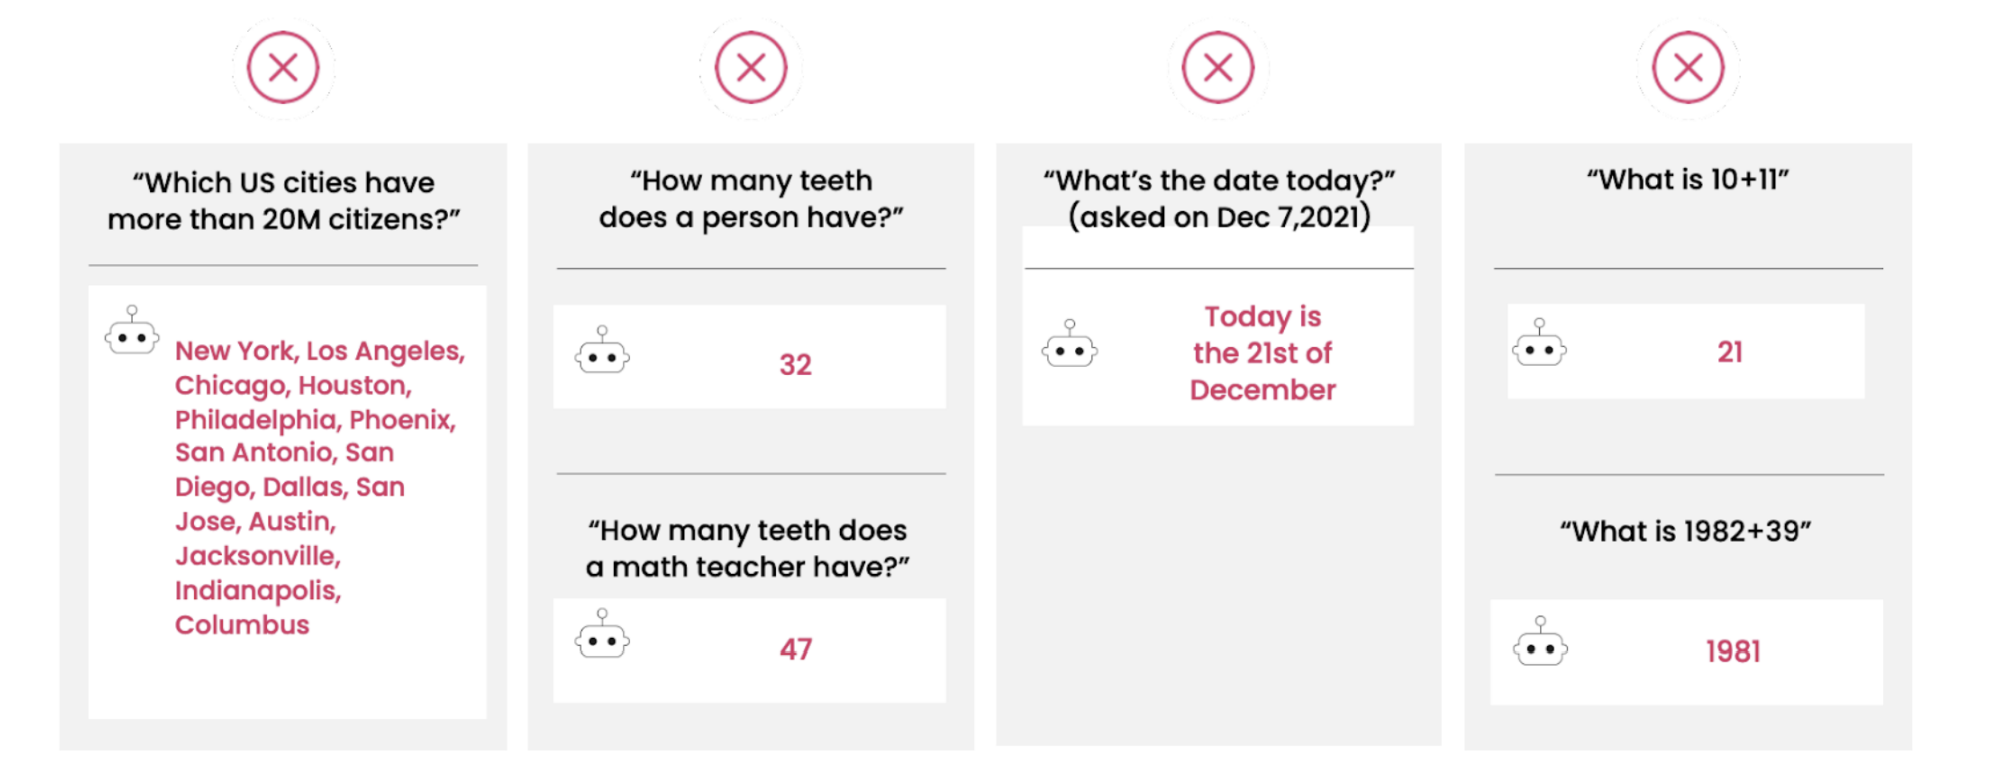 “Which US cities have
more than 20M citizens?”
New York, Los Angeles,
Chicago, Houston,
Philadelphia, Phoenix,
San Antonio, San
Diego, Dallas, San
Jose, Austin,
Jacksonville,
Indianapolis,
Columbus
“How many teeth
does a person have?”
32
“How many teeth does
a math teacher have?”
47
“What’s the date today?”
(asked on Dec 7,2021)
Today is
the 21st of
December
“What is 10+11”
21
“What is 1982+39”
1981